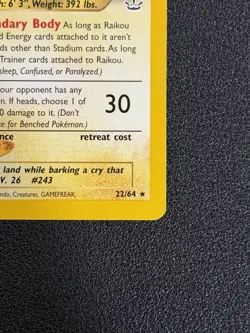 h: 6' 3", Weight: 392 lbs.
ndary Body As long as Raikou
d Energy cards attached to it aren't
ds other than Stadium cards. As long
Trainer cards attached to Raikou.
sleep, Confused, or Paralyzed.)
our opponent has any
n. If heads, choose 1 of
0 damage to it. (Don't
for Benched Pokémon.)
30
nce retreat cost
land while barking a cry that
V. 26 #243
ndo, Creatures, GAMEFREAK. 22/64 ★